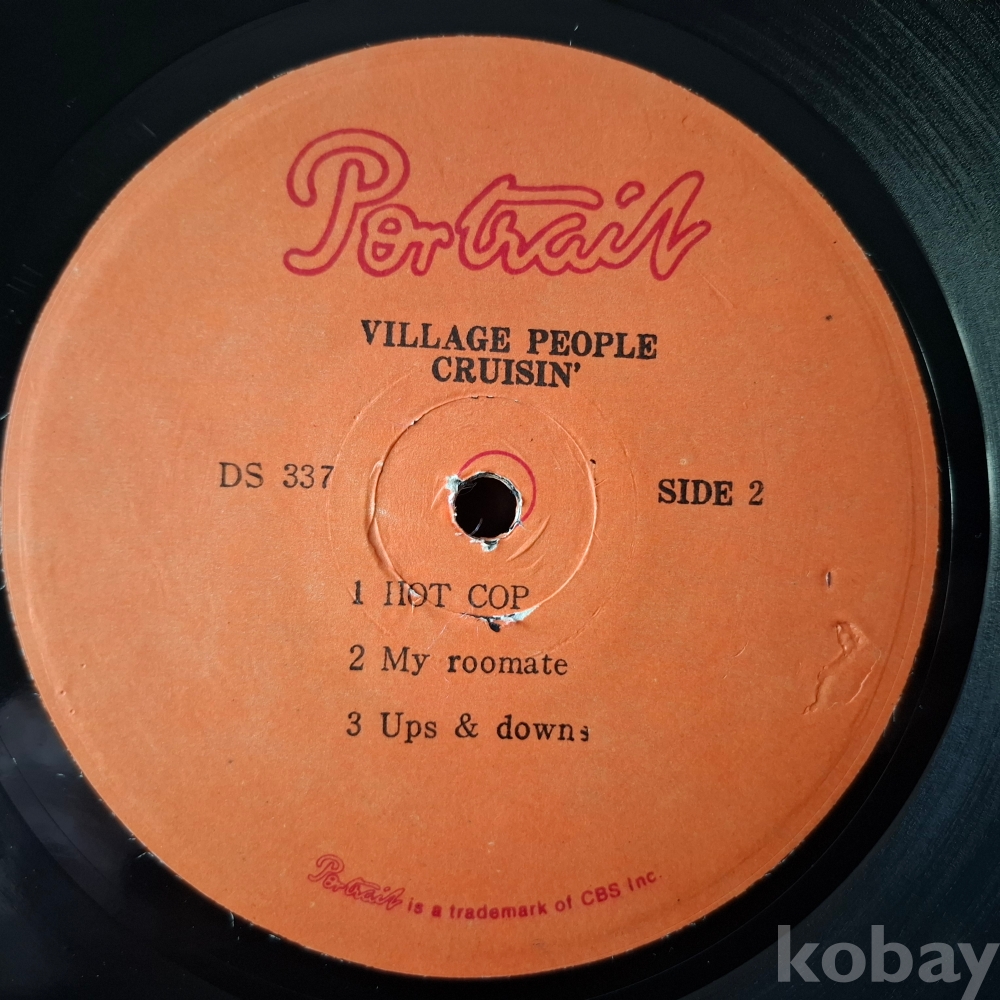 Portrait
VILLAGE PEOPLE
CRUISIN'
DS 337
SIDE 2
1 HOT COP
2 My roomate
3 Ups & downs
Portrait is a trademark of CBS Inc.
kobay